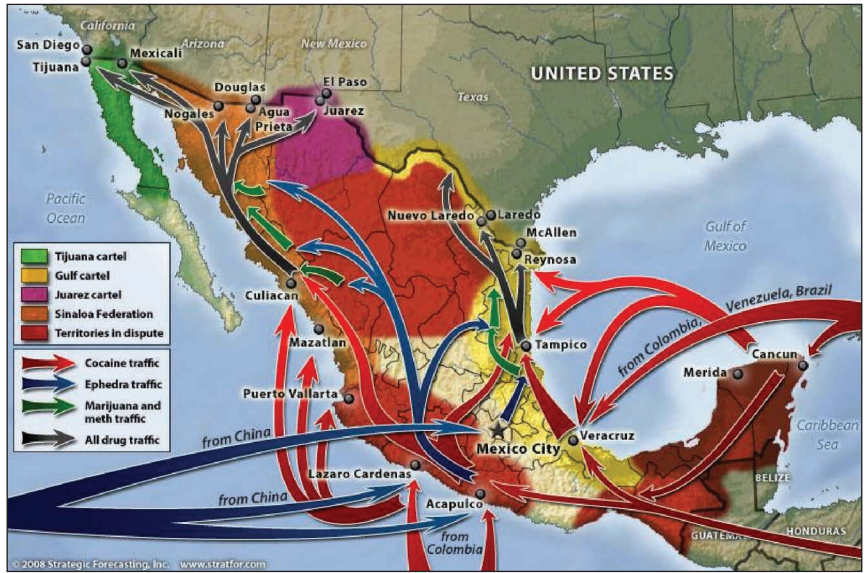 California
San Diego
Mexicali
Tijuana
Arizona
New Mexico
UNITED STATES
Douglas
El Paso
Nogales
Agua
Prieta
Juarez
Texas
Pacific
Ocean
Nuevo Laredo
Laredo
McAllen
Reynosa
Gulf of
Mexico
Tijuana cartel
Gulf cartel
Juarez cartel
Sinaloa Federation
Territories in dispute
Cocaine traffic
Ephedra traffic
Marijuana and
meth traffic
All drug traffic
Culiacan
Mazatlan
Tampico
from Colombia, Venezuela, Brazil
Merida
Cancun
Puerto Vallarta
from China
Mexico City
Veracruz
Caribbean
Sea
Lazaro Cardenas
from China
Acapulco
BELIZE
from
Colombia
GUATEMALA
HONDURAS
© 2008 Strategic Forecasting, Inc. www.stratfor.com